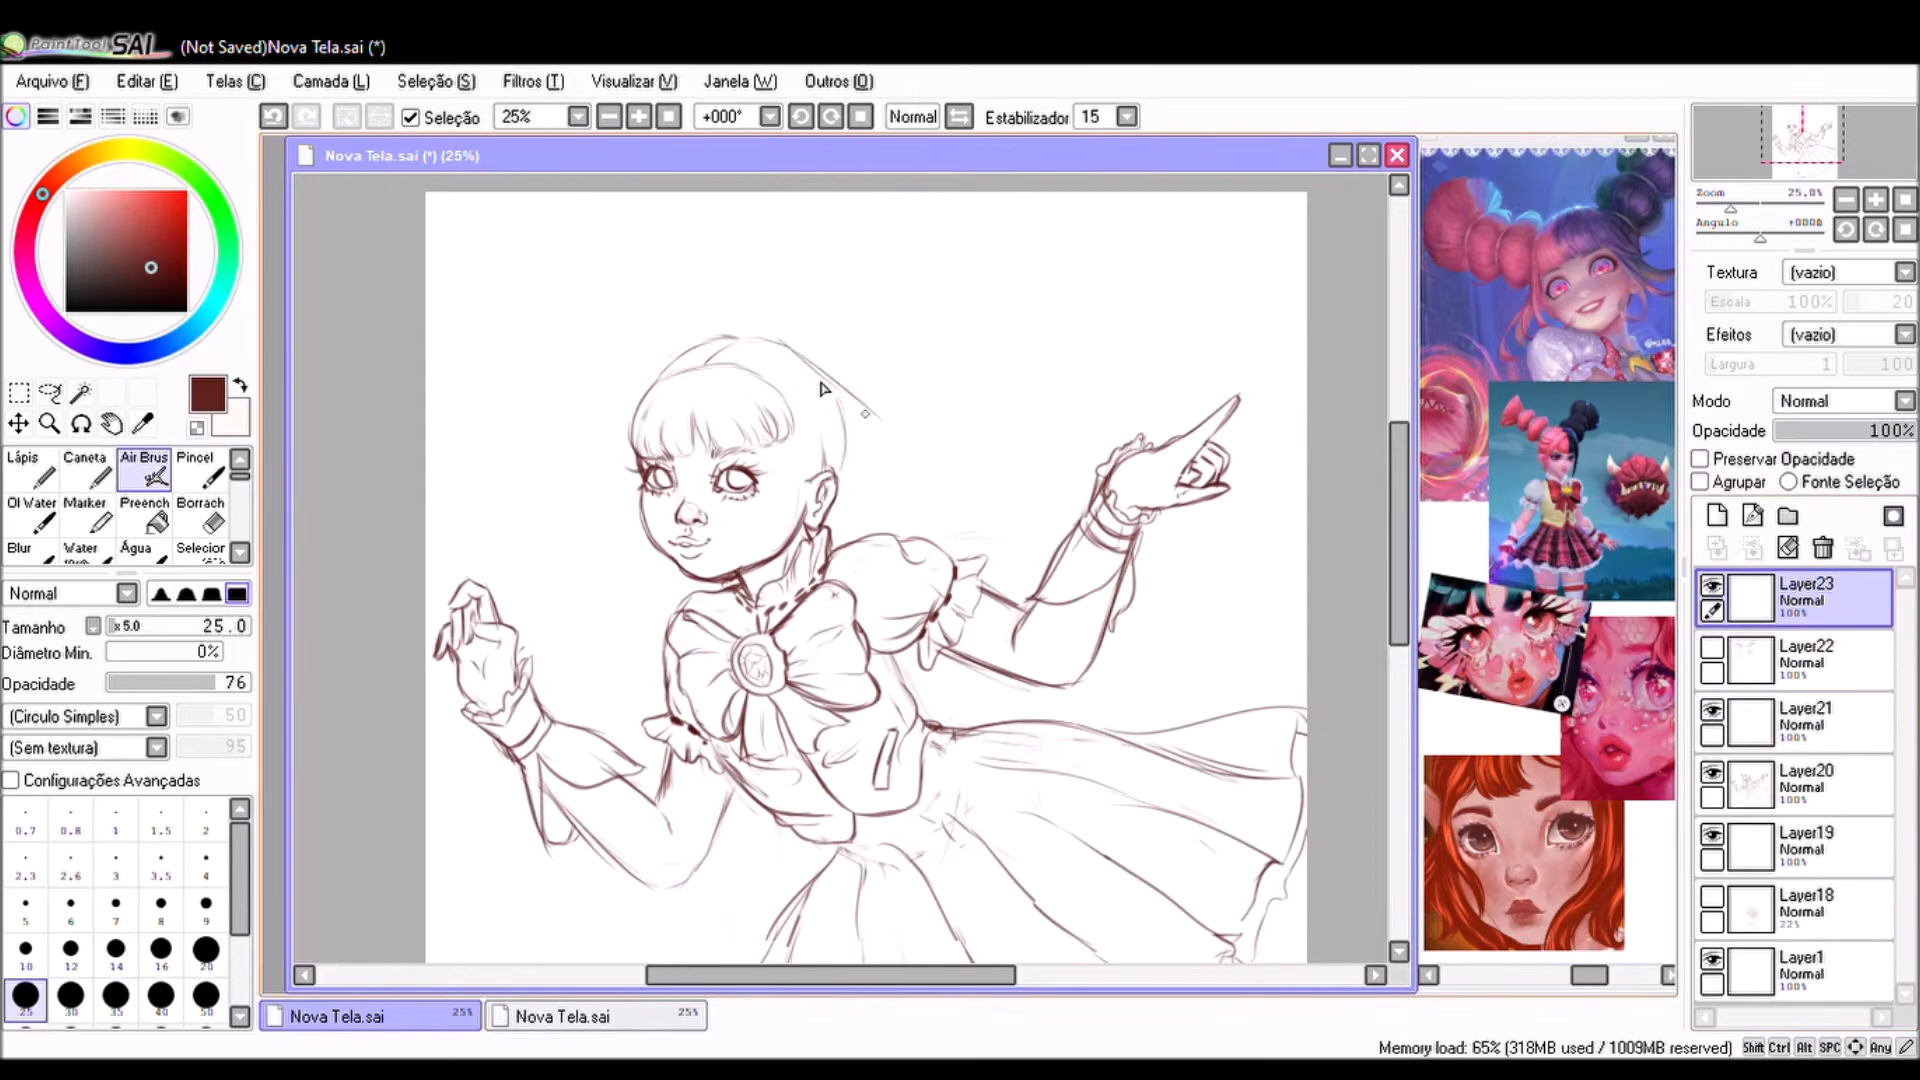 PaintTool SAI (Not Saved)Nova Tela.sai (*)
Arquivo (F) Editar (E) Telas (C) Camada (L) Seleção (S) Filtros (T) Visualizar (V) Janela (W) Outros (O)
Seleção 25% +000° Normal Estabilizador 15
Nova Tela.sai (*) (25%)
Zoom 25.0%
Angulo +000θ
Textura (vazio)
Escala 100% 20
Efeitos (vazio)
Largura 1 100
Modo Normal
Opacidade 100%
Preservar Opacidade
Agrupar Fonte Seleção
Lápis Caneta Air Brus Pincel
Ol Water Marker Preench Borrach
Blur Water Água Selecior
Normal
Tamanho x 5.0 25.0
Diâmetro Min. 0%
Opacidade 76
(Circulo Simples) 50
(Sem textura) 95
Configurações Avançadas
0.7 0.8 1 1.5 2
2.3 2.6 3 3.5 4
5 6 7 8 9
10 12 14 16 20
25 30 35 40 50
Layer23
Normal
100%
Layer22
Normal
100%
Layer21
Normal
100%
Layer20
Normal
100%
Layer19
Normal
100%
Layer18
Normal
22%
Layer1
Normal
100%
Nova Tela.sai 25% Nova Tela.sai 25%
Memory load: 65% (318MB used / 1009MB reserved) Shift Ctrl Alt SPC Any